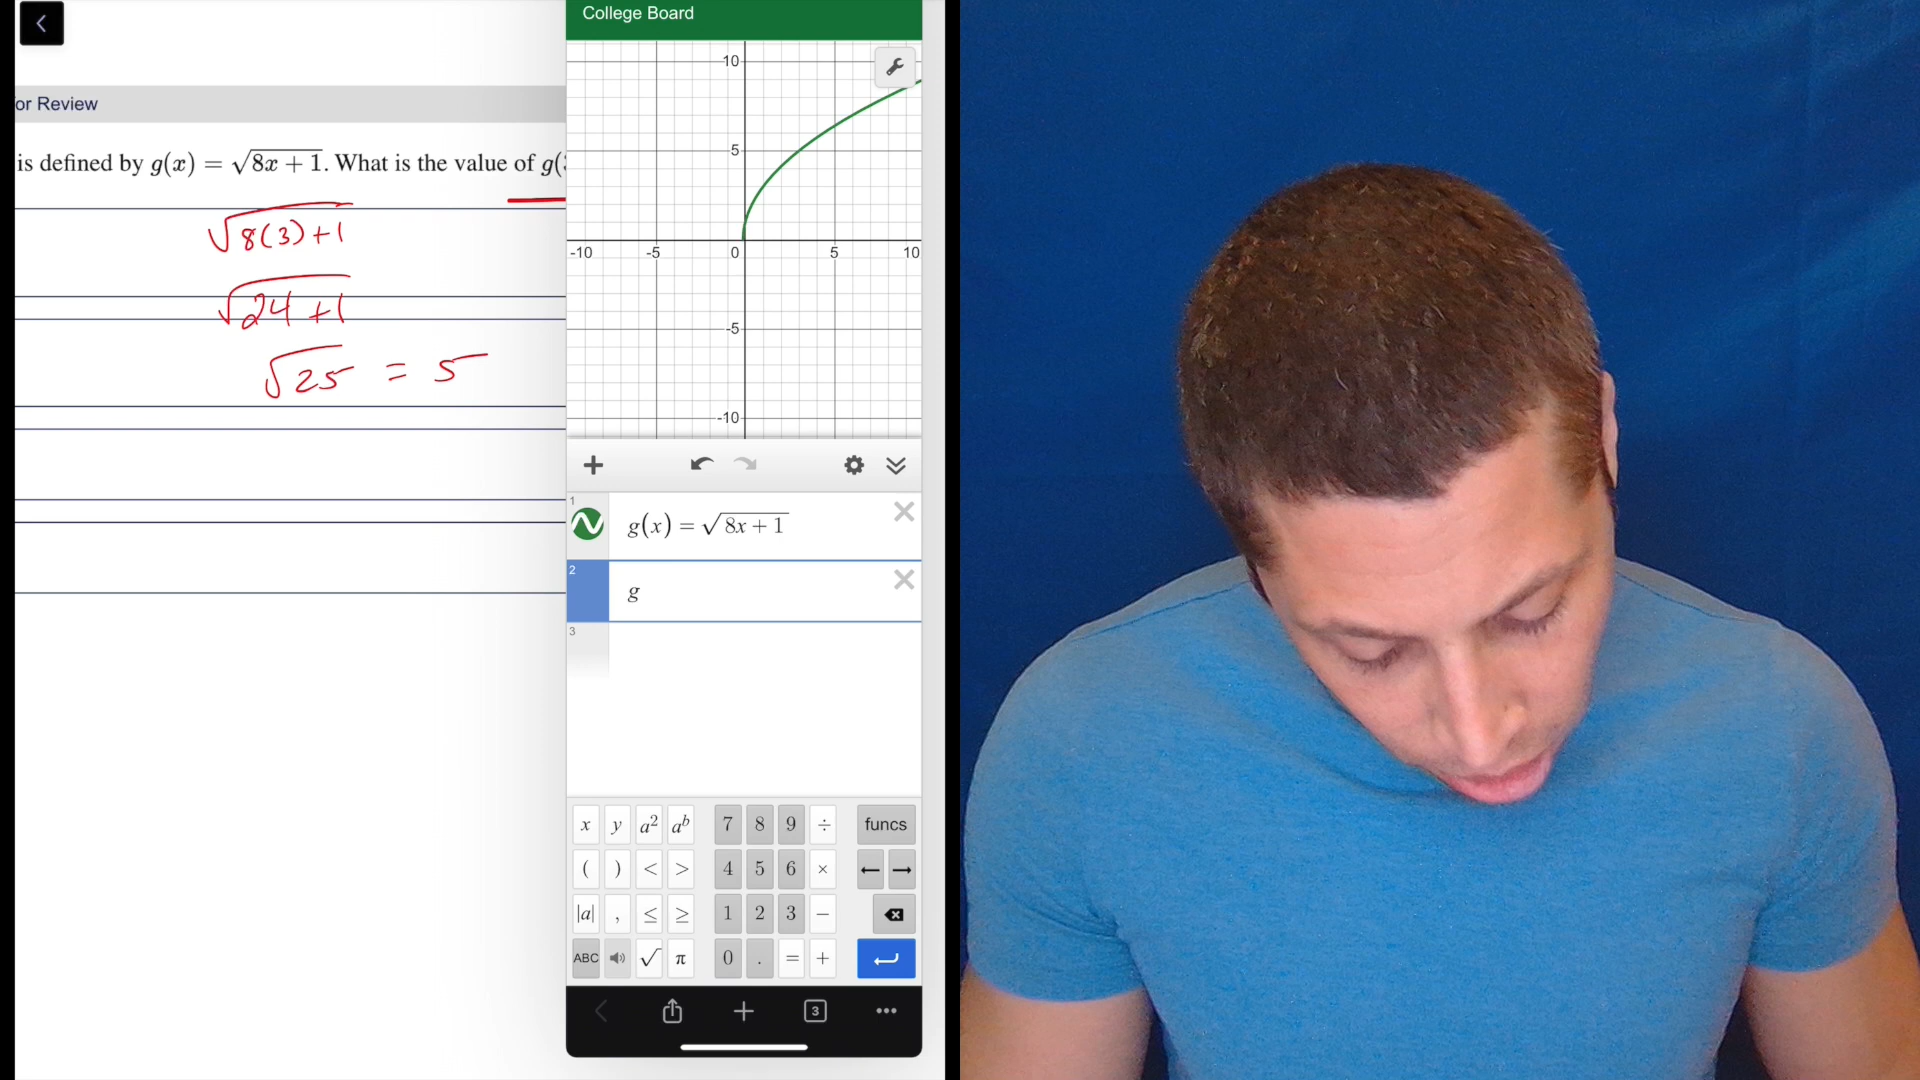 College Board
or Review
is defined by g(x) = √8x + 1. What is the value of g(
√8(3)+1
√24 +1
√25 = 5
10
5
-10 -5 0 5 10
-5
-10
1
g(x) = √8x + 1
2
g
3
x y a² aᵇ 7 8 9 ÷ funcs
( ) < > 4 5 6 × ← →
|a| , ≤ ≥ 1 2 3 −
ABC √ π 0 . = +
3